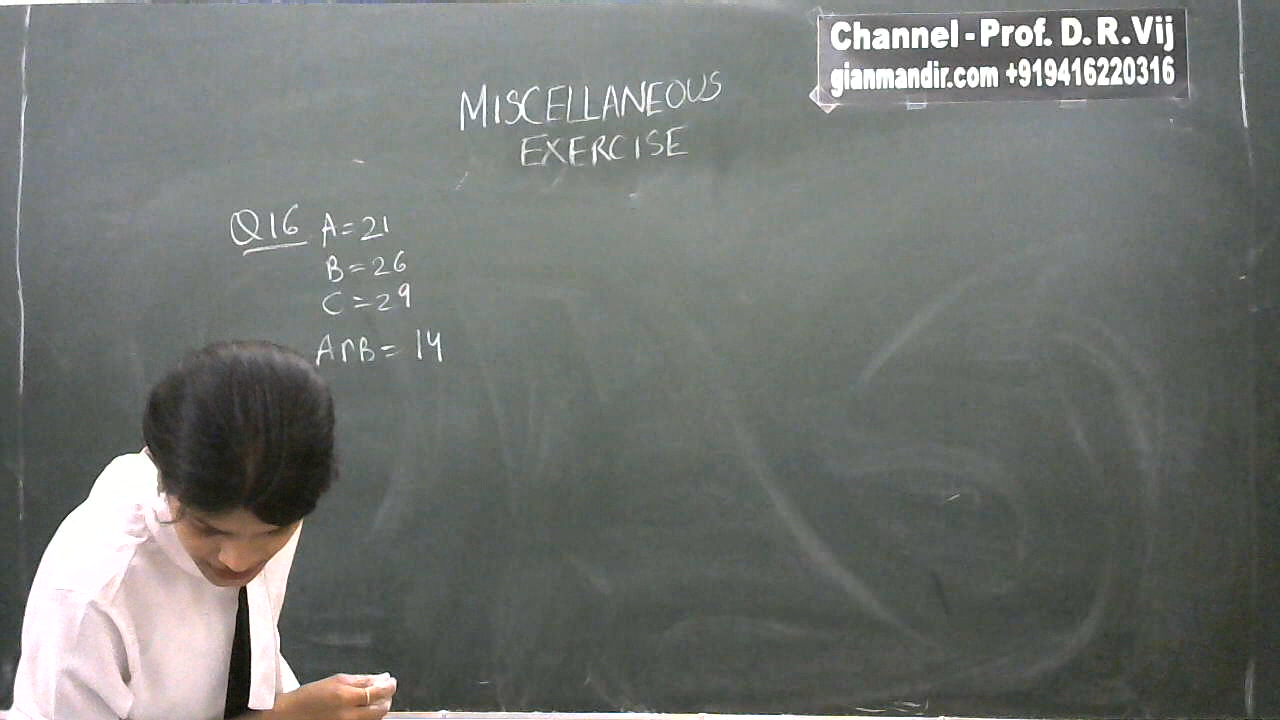 Channel - Prof. D. R. Vij
gianmandir.com +919416220316
MISCELLANEOUS
EXERCISE
Q16 A = 21
B = 26
C = 29
A∩B = 14